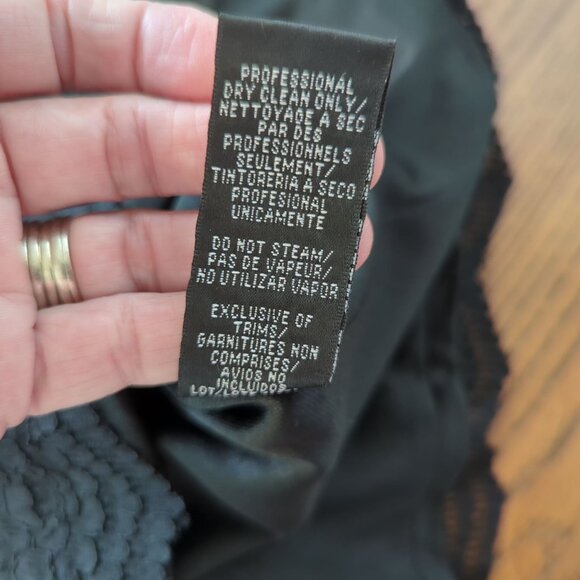 PROFESSIONAL
DRY CLEAN ONLY/
NETTOYAGE A SEC
PAR DES
PROFESSIONNELS
SEULEMENT/
TINTORERIA A SECO
PROFESIONAL
UNICAMENTE
DO NOT STEAM/
PAS DE VAPEUR/
NO UTILIZAR VAPOR
EXCLUSIVE OF
TRIMS/
GARNITURES NON
COMPRISES/
AVIOS NO
INCLUIDOS